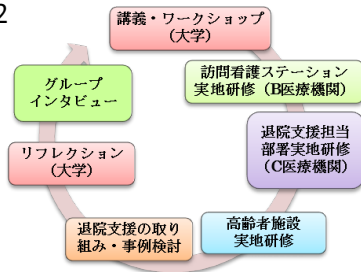 2
講義・ワークショップ
（大学）
訪問看護ステーション
実地研修（B医療機関）
退院支援担当
部署実地研修
（C医療機関）
高齢者施設
実地研修
退院支援の取り
組み・事例検討
リフレクション
（大学）
グループ
インタビュー